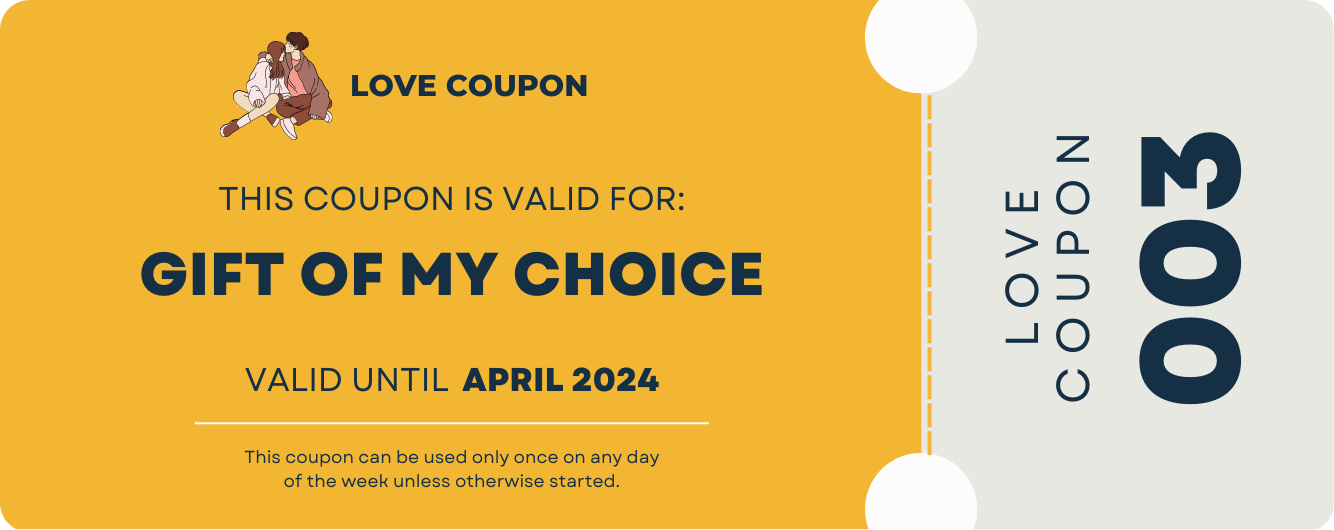 LOVE COUPON
THIS COUPON IS VALID FOR:
GIFT OF MY CHOICE
VALID UNTIL APRIL 2024
This coupon can be used only once on any day
of the week unless otherwise started.
LOVE
COUPON
003